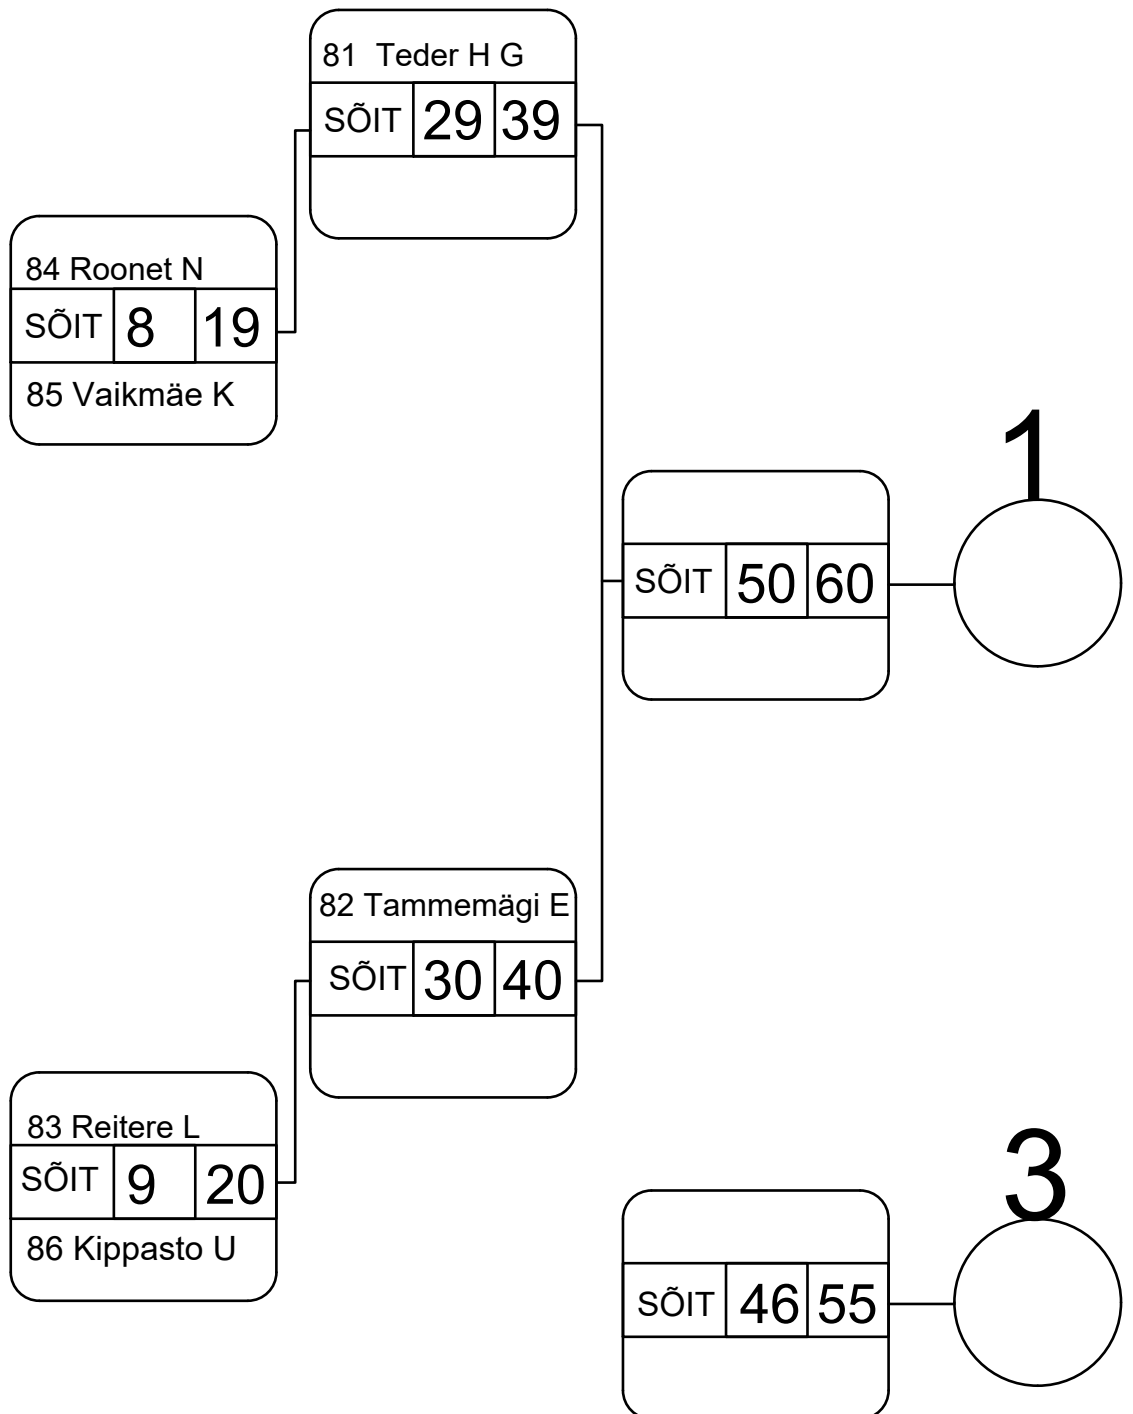 81 Teder H G
SÕIT 29 39
84 Roonet N
SÕIT 8 19
85 Vaikmäe K
1
SÕIT 50 60
82 Tammemägi E
SÕIT 30 40
83 Reitere L
SÕIT 9 20
86 Kippasto U
3
SÕIT 46 55